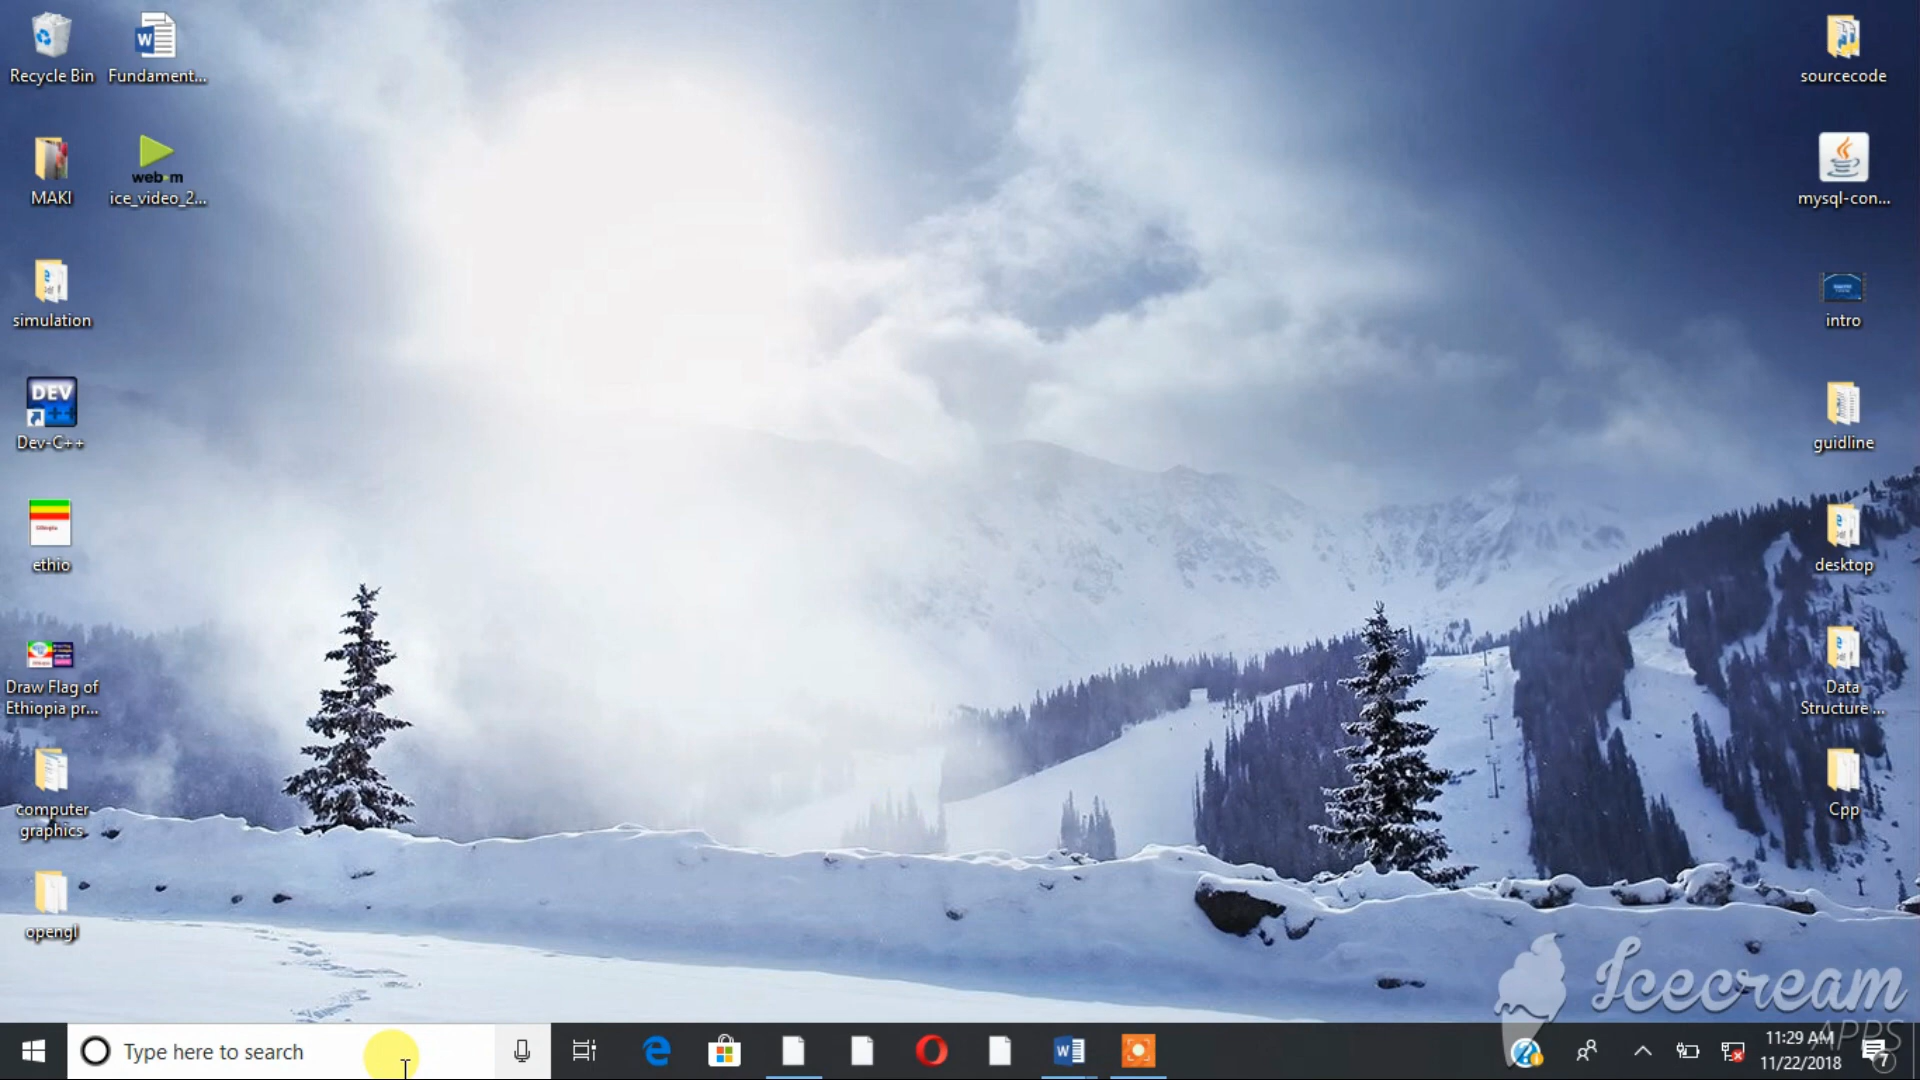 Recycle Bin
Fundament...
sourcecode
MAKI
web m
ice_video_2...
mysql-con...
simulation
intro
DEV
++
Dev-C++
guidline
ethio
desktop
Draw Flag of
Ethiopia pr...
Data
Structure ...
computer
graphics
Cpp
opengl
Icecream
APPS
Type here to search
11:29 AM
11/22/2018
7